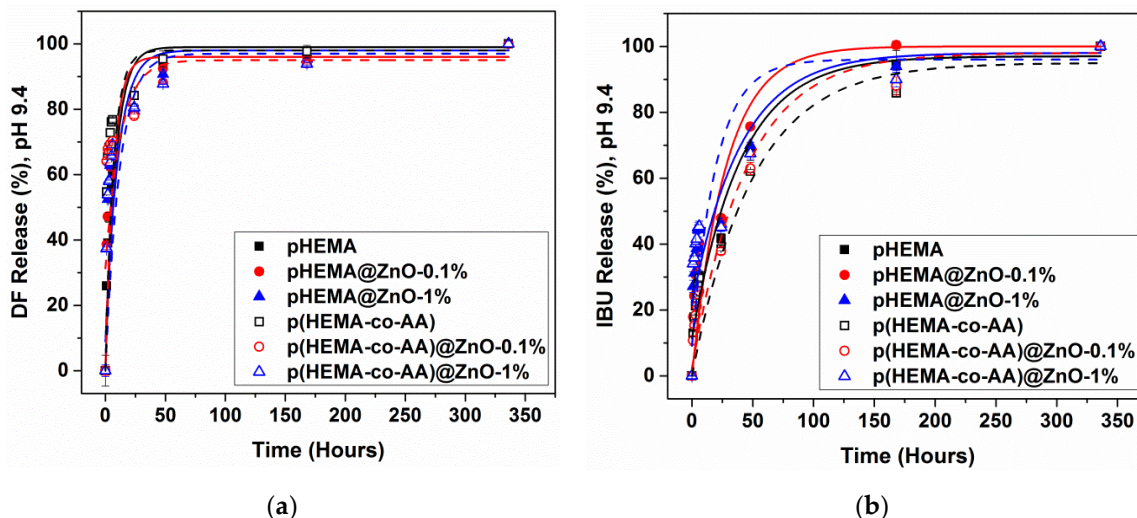 DF Release (%), pH 9.4
100
80
60
40
20
0
pHEMA
pHEMA@ZnO-0.1%
pHEMA@ZnO-1%
p(HEMA-co-AA)
p(HEMA-co-AA)@ZnO-0.1%
p(HEMA-co-AA)@ZnO-1%
0 50 100 150 200 250 300 350
Time (Hours)
(a)
IBU Release (%), pH 9.4
100
80
60
40
20
0
pHEMA
pHEMA@ZnO-0.1%
pHEMA@ZnO-1%
p(HEMA-co-AA)
p(HEMA-co-AA)@ZnO-0.1%
p(HEMA-co-AA)@ZnO-1%
0 50 100 150 200 250 300 350
Time (Hours)
(b)